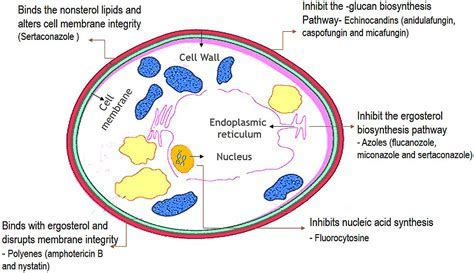 Binds the nonsterol lipids and
alters cell membrane integrity
(Sertaconazole )
Inhibit the -glucan biosynthesis
Pathway- Echinocandins (anidulafungin,
caspofungin and micafungin)
Cell Wall
Cell
membrane
Endoplasmic
reticulum
Nucleus
Inhibit the ergosterol
biosynthesis pathway
- Azoles (flucanozole,
miconazole and sertaconazole)
Binds with ergosterol and
disrupts membrane integrity
- Polyenes (amphotericin B
and nystatin)
Inhibits nucleic acid synthesis
- Fluorocytosine